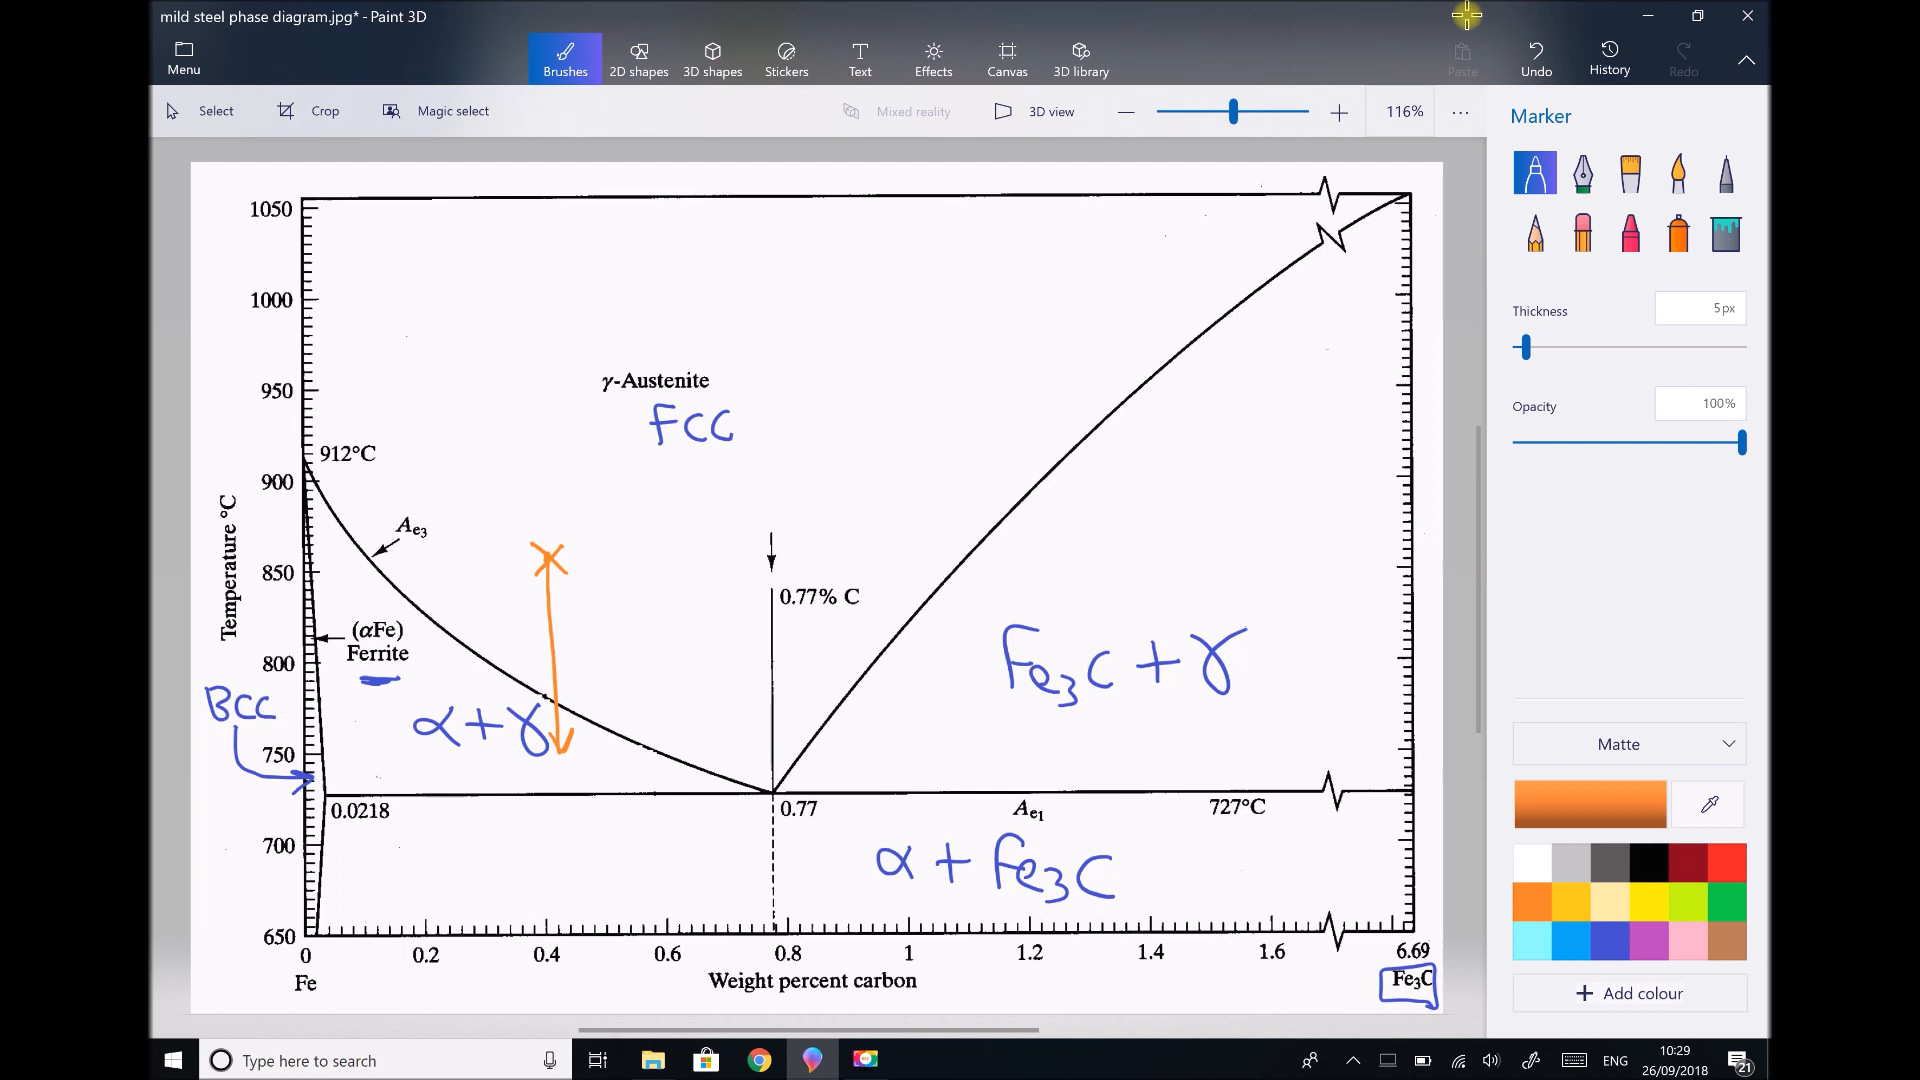 mild steel phase diagram.jpg* - Paint 3D
Menu
Brushes
2D shapes
3D shapes
Stickers
Text
Effects
Canvas
3D library
Paste
Undo
History
Redo
Select
Crop
Magic select
Mixed reality
3D view
116%
Marker
Thickness
5px
Opacity
100%
Matte
Add colour
1050
1000
950
900
850
800
750
700
650
Temperature °C
γ-Austenite
FCC
912°C
Ae3
(αFe)
Ferrite
BCC
α + γ
0.77% C
Fe3C + γ
0.0218
0.77
Ae1
727°C
α + Fe3C
0
0.2
0.4
0.6
0.8
1
1.2
1.4
1.6
6.69
Fe
Weight percent carbon
Fe3C
Type here to search
ENG
10:29
26/09/2018
21